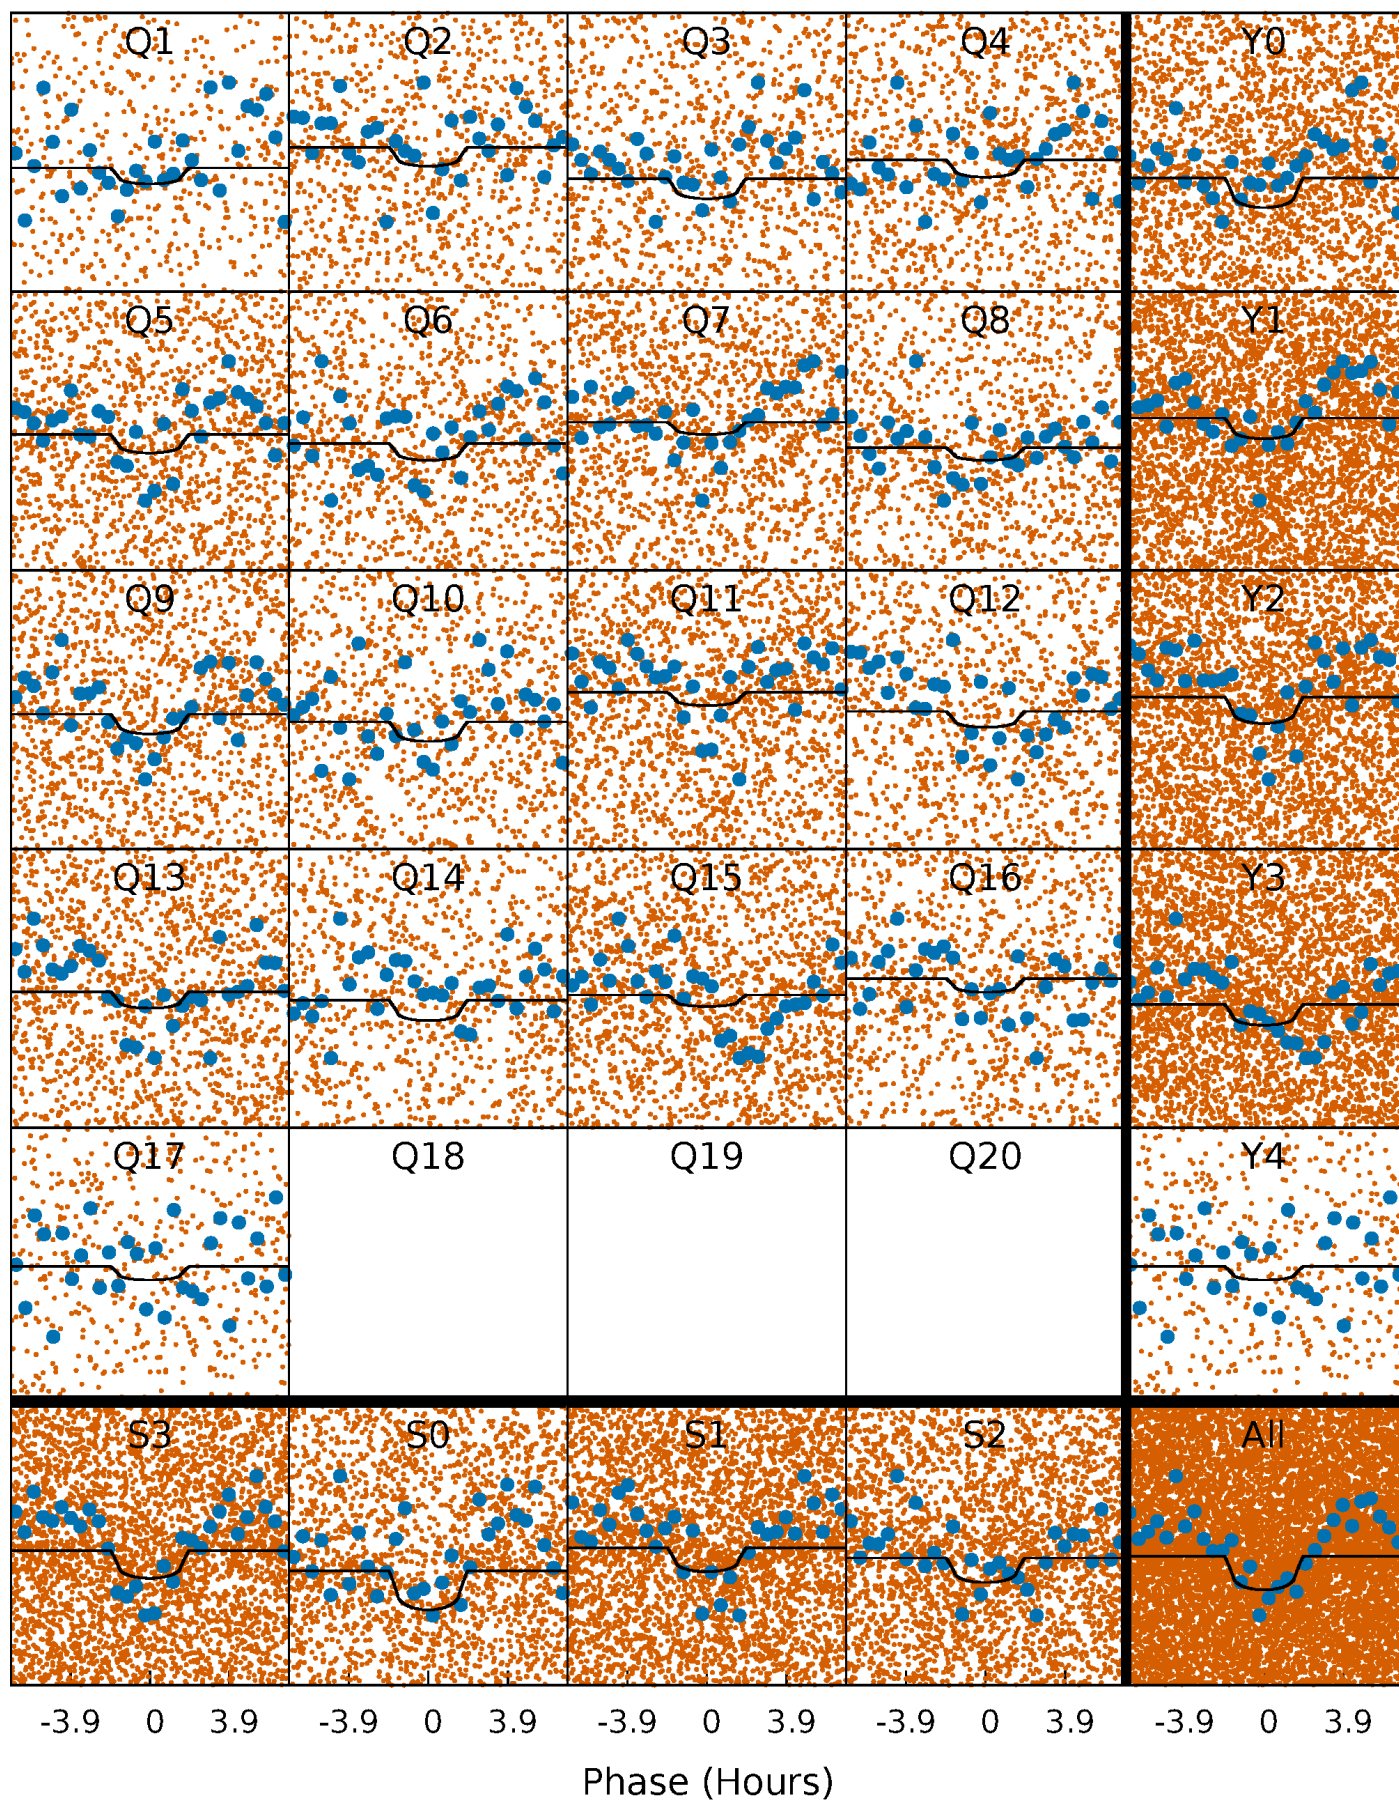 Q1 Q2 Q3 Q4 Y0
Q5 Q6 Q7 Q8 Y1
Q9 Q10 Q11 Q12 Y2
Q13 Q14 Q15 Q16 Y3
Q17 Q18 Q19 Q20 Y4
S3 S0 S1 S2 All
-3.9 0 3.9 -3.9 0 3.9 -3.9 0 3.9 -3.9 0 3.9 -3.9 0 3.9
Phase (Hours)